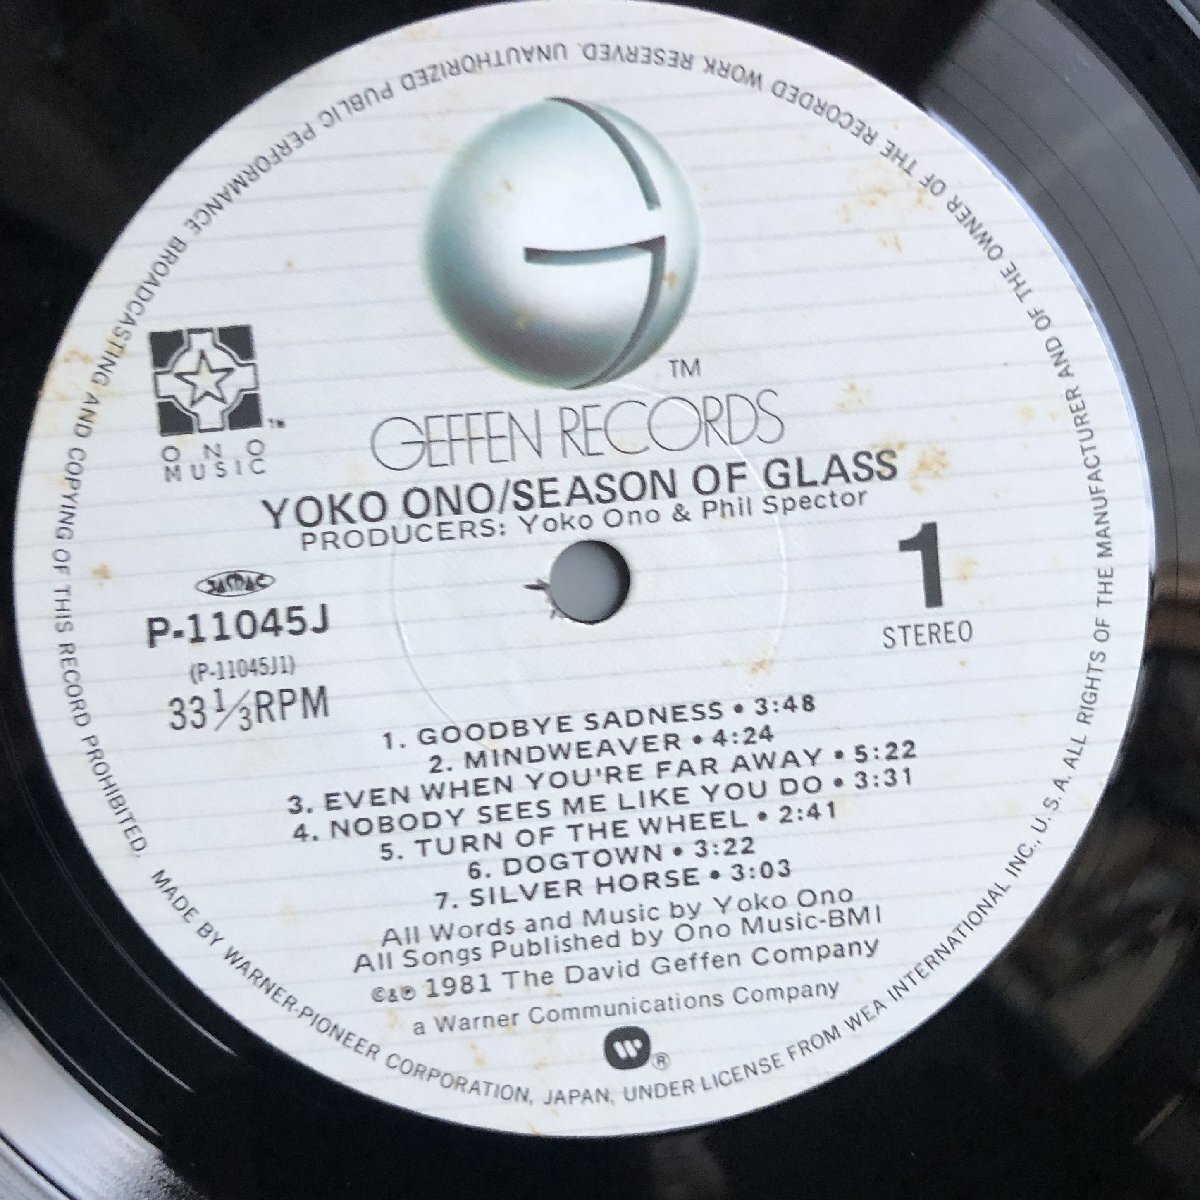 TM
GEFFEN RECORDS
TM
ONO
MUSIC
YOKO ONO/SEASON OF GLASS
PRODUCERS: Yoko Ono & Phil Spector
1
STEREO
JASRAC
P-11045J
(P-11045J1)
33 1/3 RPM
1. GOODBYE SADNESS • 3:48
2. MINDWEAVER • 4:24
3. EVEN WHEN YOU'RE FAR AWAY • 5:22
4. NOBODY SEES ME LIKE YOU DO • 3:31
5. TURN OF THE WHEEL • 2:41
6. DOGTOWN • 3:22
7. SILVER HORSE • 3:03
All Words and Music by Yoko Ono
All Songs Published by Ono Music-BMI
©&℗ 1981 The David Geffen Company
a Warner Communications Company
W ®
MADE BY WARNER-PIONEER CORPORATION, JAPAN, UNDER LICENSE FROM WEA INTERNATIONAL INC., U.S.A. ALL RIGHTS OF THE MANUFACTURER AND OF THE OWNER OF THE RECORDED WORK RESERVED. UNAUTHORIZED PUBLIC PERFORMANCE BROADCASTING AND COPYING OF THIS RECORD PROHIBITED.